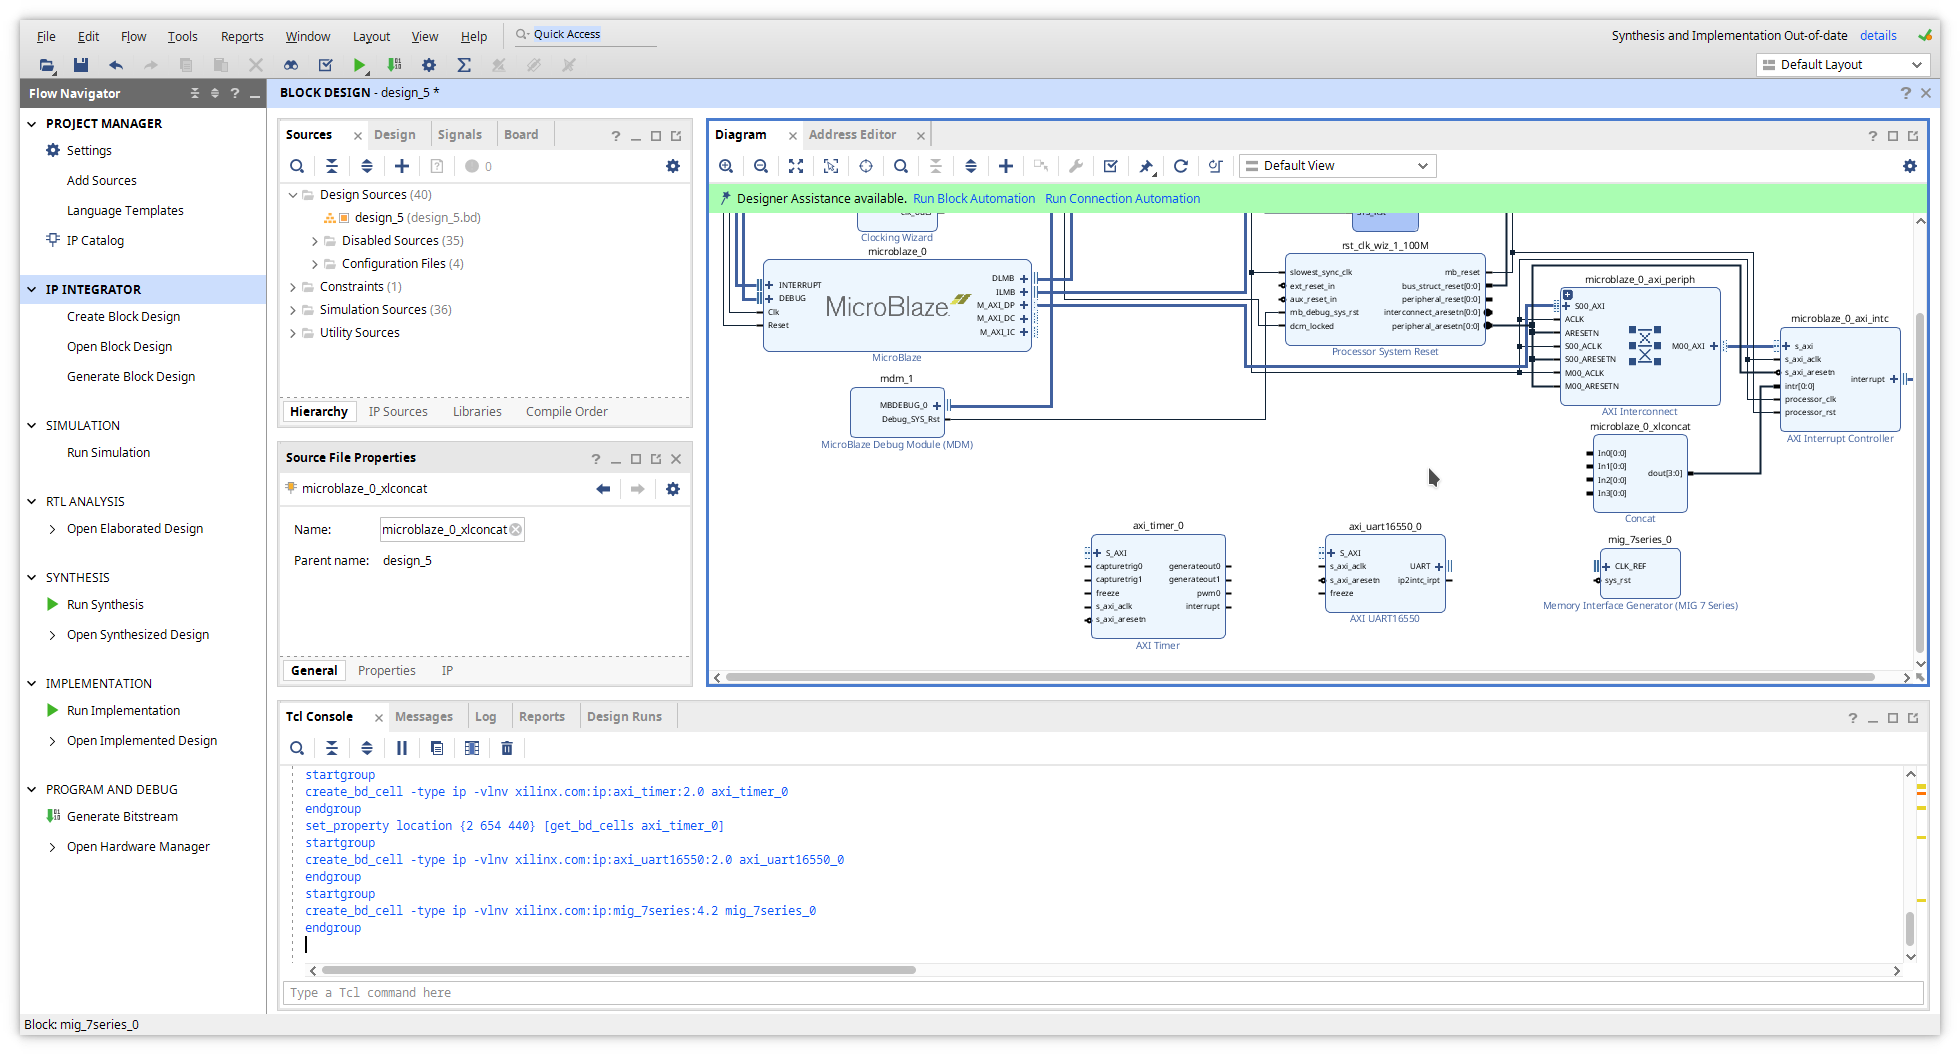 File Edit Flow Tools Reports Window Layout View Help Quick Access
Synthesis and Implementation Out-of-date details
Default Layout
Flow Navigator
PROJECT MANAGER
Settings
Add Sources
Language Templates
IP Catalog
IP INTEGRATOR
Create Block Design
Open Block Design
Generate Block Design
SIMULATION
Run Simulation
RTL ANALYSIS
Open Elaborated Design
SYNTHESIS
Run Synthesis
Open Synthesized Design
IMPLEMENTATION
Run Implementation
Open Implemented Design
PROGRAM AND DEBUG
Generate Bitstream
Open Hardware Manager
BLOCK DESIGN - design_5 *
Sources Design Signals Board
0
Design Sources (40)
design_5 (design_5.bd)
Disabled Sources (35)
Configuration Files (4)
Constraints (1)
Simulation Sources (36)
Utility Sources
Hierarchy IP Sources Libraries Compile Order
Source File Properties
microblaze_0_xlconcat
Name: microblaze_0_xlconcat
Parent name: design_5
General Properties IP
Diagram Address Editor
Default View
Designer Assistance available. Run Block Automation Run Connection Automation
Clocking Wizard
microblaze_0
INTERRUPT
DEBUG
Clk
Reset
MicroBlaze
DLMB
ILMB
M_AXI_DP
M_AXI_DC
M_AXI_IC
MicroBlaze
mdm_1
MBDEBUG_0
Debug_SYS_Rst
MicroBlaze Debug Module (MDM)
rst_clk_wiz_1_100M
slowest_sync_clk
ext_reset_in
aux_reset_in
mb_debug_sys_rst
dcm_locked
mb_reset
bus_struct_reset[0:0]
peripheral_reset[0:0]
interconnect_aresetn[0:0]
peripheral_aresetn[0:0]
Processor System Reset
microblaze_0_axi_periph
S00_AXI
ACLK
ARESETN
S00_ACLK
S00_ARESETN
M00_ACLK
M00_ARESETN
M00_AXI
AXI Interconnect
microblaze_0_axi_intc
s_axi
s_axi_aclk
s_axi_aresetn
intr[0:0]
processor_clk
processor_rst
interrupt
AXI Interrupt Controller
microblaze_0_xlconcat
In0[0:0]
In1[0:0]
In2[0:0]
In3[0:0]
dout[3:0]
Concat
axi_timer_0
S_AXI
capturetrig0
capturetrig1
freeze
s_axi_aclk
s_axi_aresetn
generateout0
generateout1
pwm0
interrupt
AXI Timer
axi_uart16550_0
S_AXI
s_axi_aclk
s_axi_aresetn
freeze
UART
ip2intc_irpt
AXI UART16550
mig_7series_0
CLK_REF
sys_rst
Memory Interface Generator (MIG 7 Series)
Tcl Console Messages Log Reports Design Runs
startgroup
create_bd_cell -type ip -vlnv xilinx.com:ip:axi_timer:2.0 axi_timer_0
endgroup
set_property location {2 654 440} [get_bd_cells axi_timer_0]
startgroup
create_bd_cell -type ip -vlnv xilinx.com:ip:axi_uart16550:2.0 axi_uart16550_0
endgroup
startgroup
create_bd_cell -type ip -vlnv xilinx.com:ip:mig_7series:4.2 mig_7series_0
endgroup
Type a Tcl command here
Block: mig_7series_0